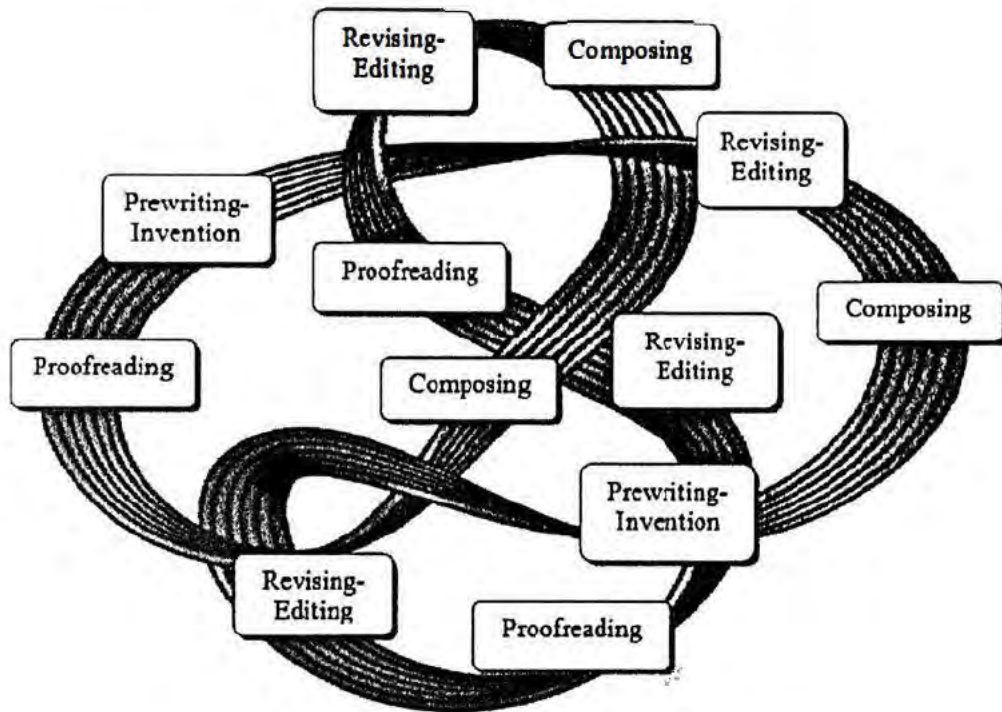 Revising-
Editing
Composing
Revising-
Editing
Prewriting-
Invention
Proofreading
Composing
Revising-
Editing
Proofreading
Composing
Prewriting-
Invention
Revising-
Editing
Proofreading